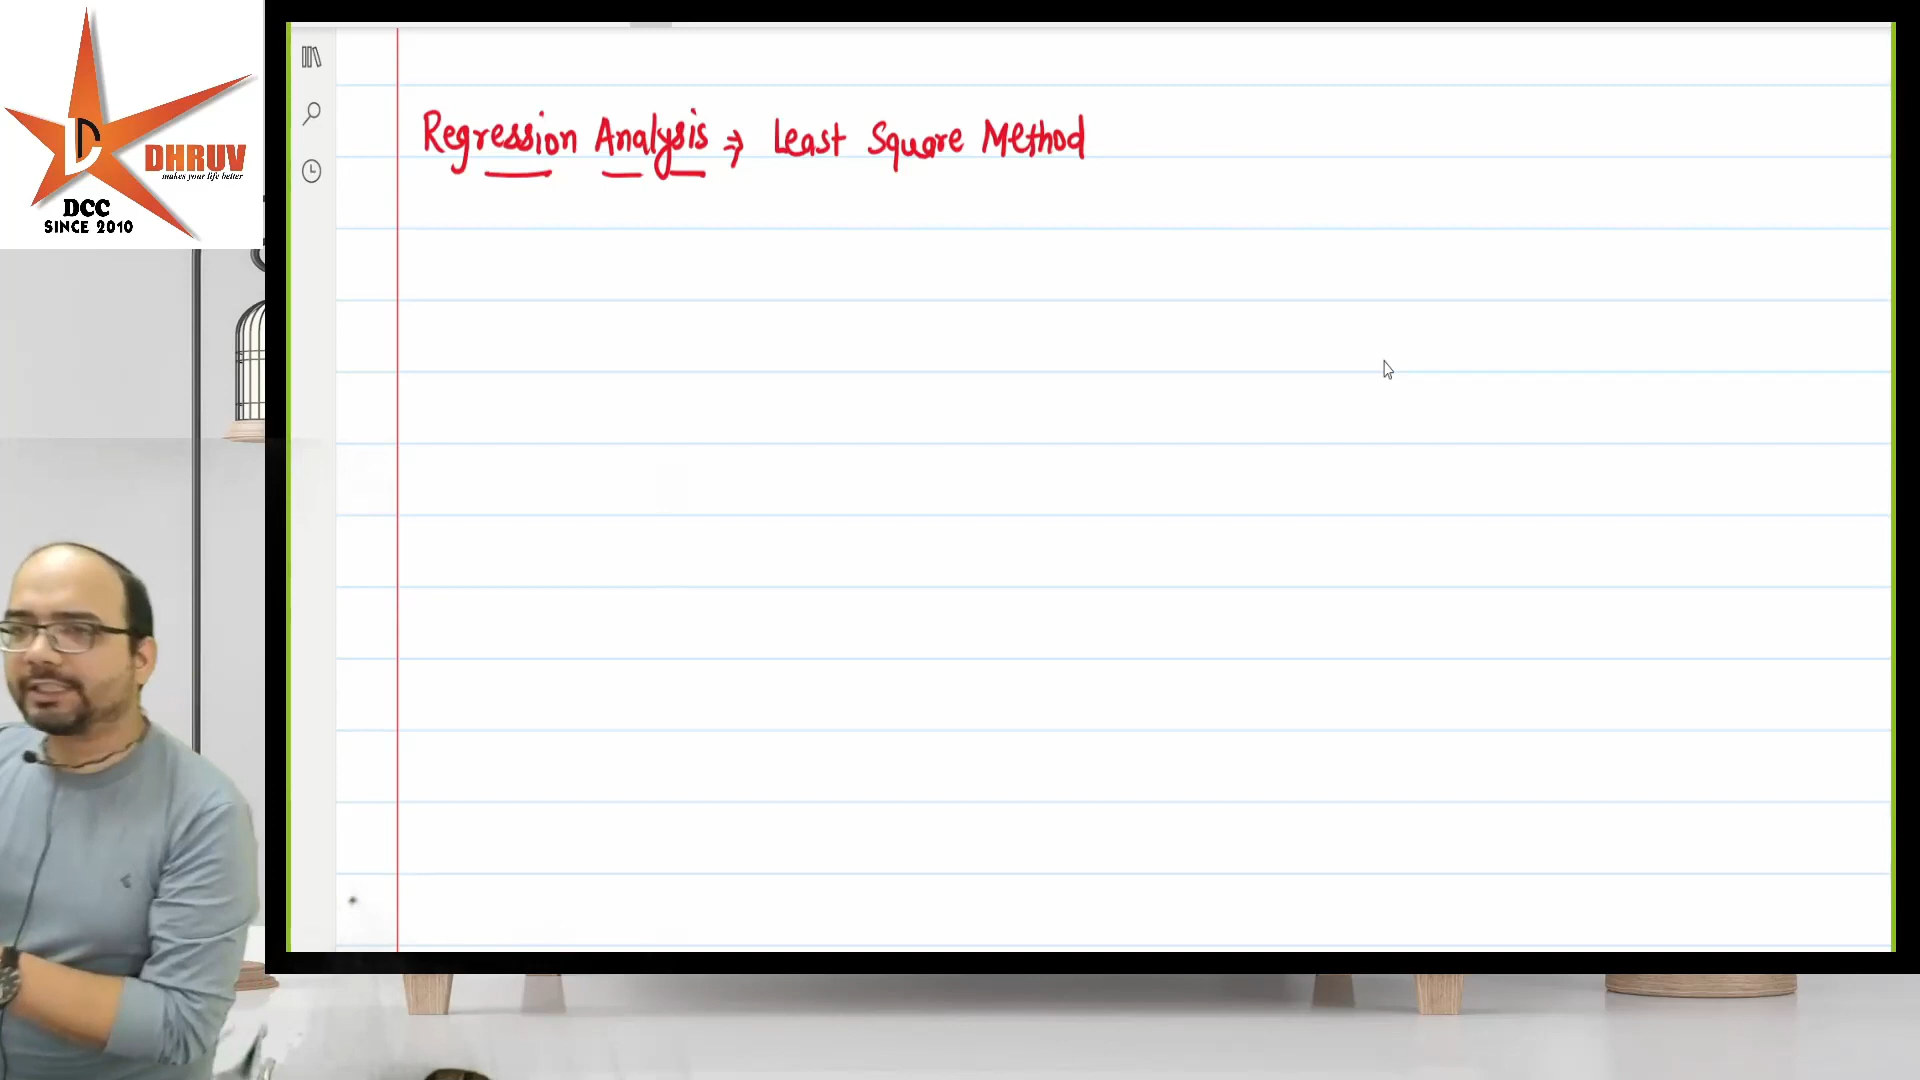 D
DHRUV
makes your life better
DCC
SINCE 2010
Regression Analysis ⇒ Least Square Method